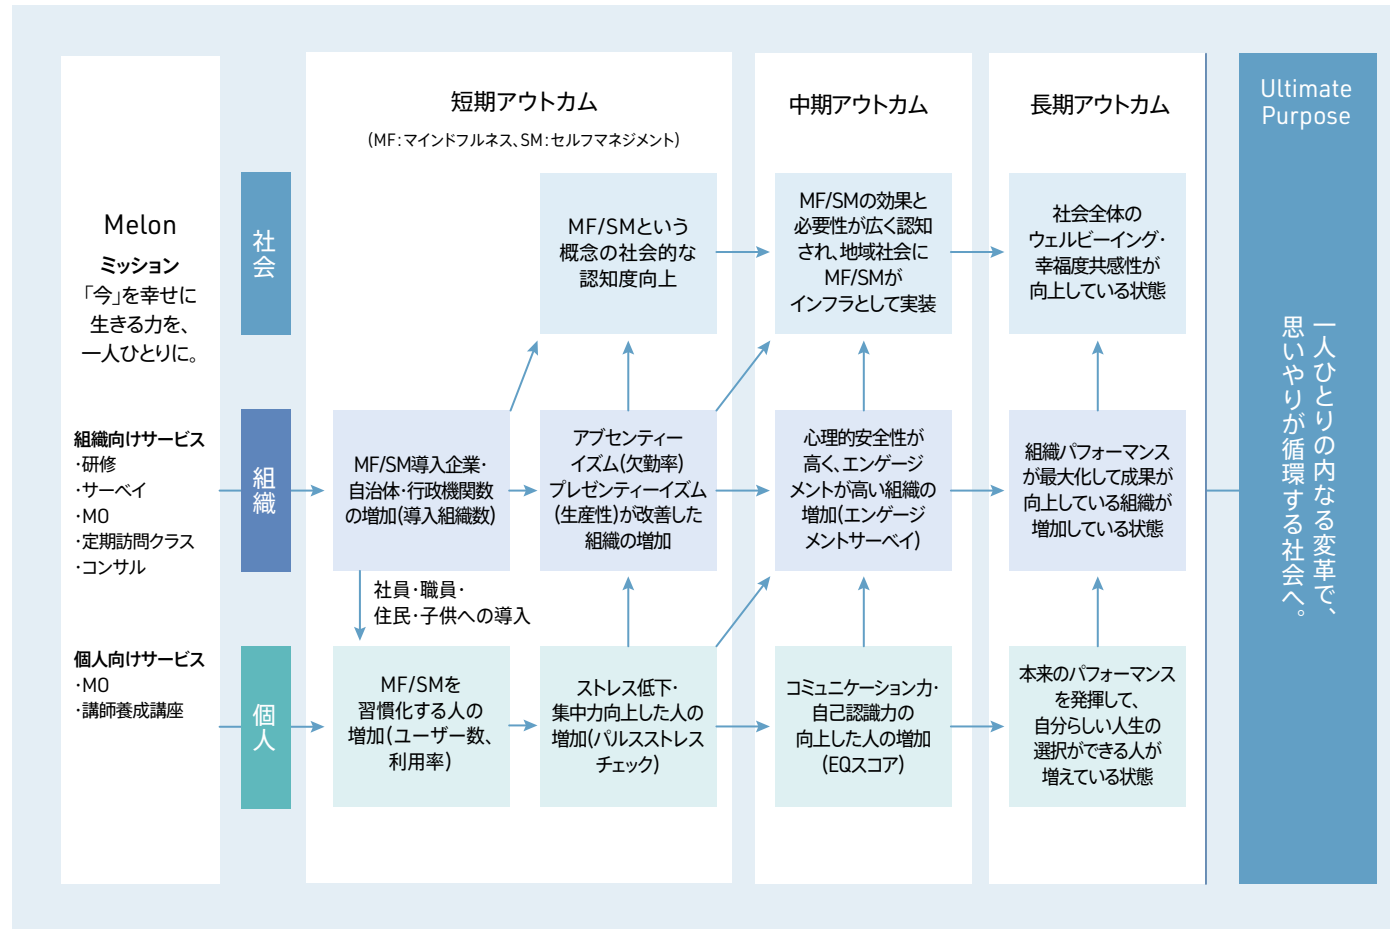 Melon
ミッション
「今」を幸せに
生きる力を、
一人ひとりに。
組織向けサービス
・研修
・サーベイ
・MO
・定期訪問クラス
・コンサル
個人向けサービス
・MO
・講師養成講座
社会
組織
個人
短期アウトカム
(MF:マインドフルネス、SM:セルフマネジメント)
MF/SMという
概念の社会的な
認知度向上
MF/SM導入企業・
自治体・行政機関数
の増加(導入組織数)
アブセンティー
イズム(欠勤率)
プレゼンティーイズム
(生産性)が改善した
組織の増加
社員・職員・
住民・子供への導入
MF/SMを
習慣化する人の
増加(ユーザー数、
利用率)
ストレス低下・
集中力向上した人の
増加(パルスストレス
チェック)
中期アウトカム
MF/SMの効果と
必要性が広く認知
され、地域社会に
MF/SMが
インフラとして実装
心理的安全性が
高く、エンゲージ
メントが高い組織の
増加(エンゲージ
メントサーベイ)
コミュニケーション力・
自己認識力の
向上した人の増加
(EQスコア)
長期アウトカム
社会全体の
ウェルビーイング・
幸福度共感性が
向上している状態
組織パフォーマンス
が最大化して成果が
向上している組織が
増加している状態
本来のパフォーマンス
を発揮して、
自分らしい人生の
選択ができる人が
増えている状態
Ultimate
Purpose
一人ひとりの内なる変革で、
思いやりが循環する社会へ。